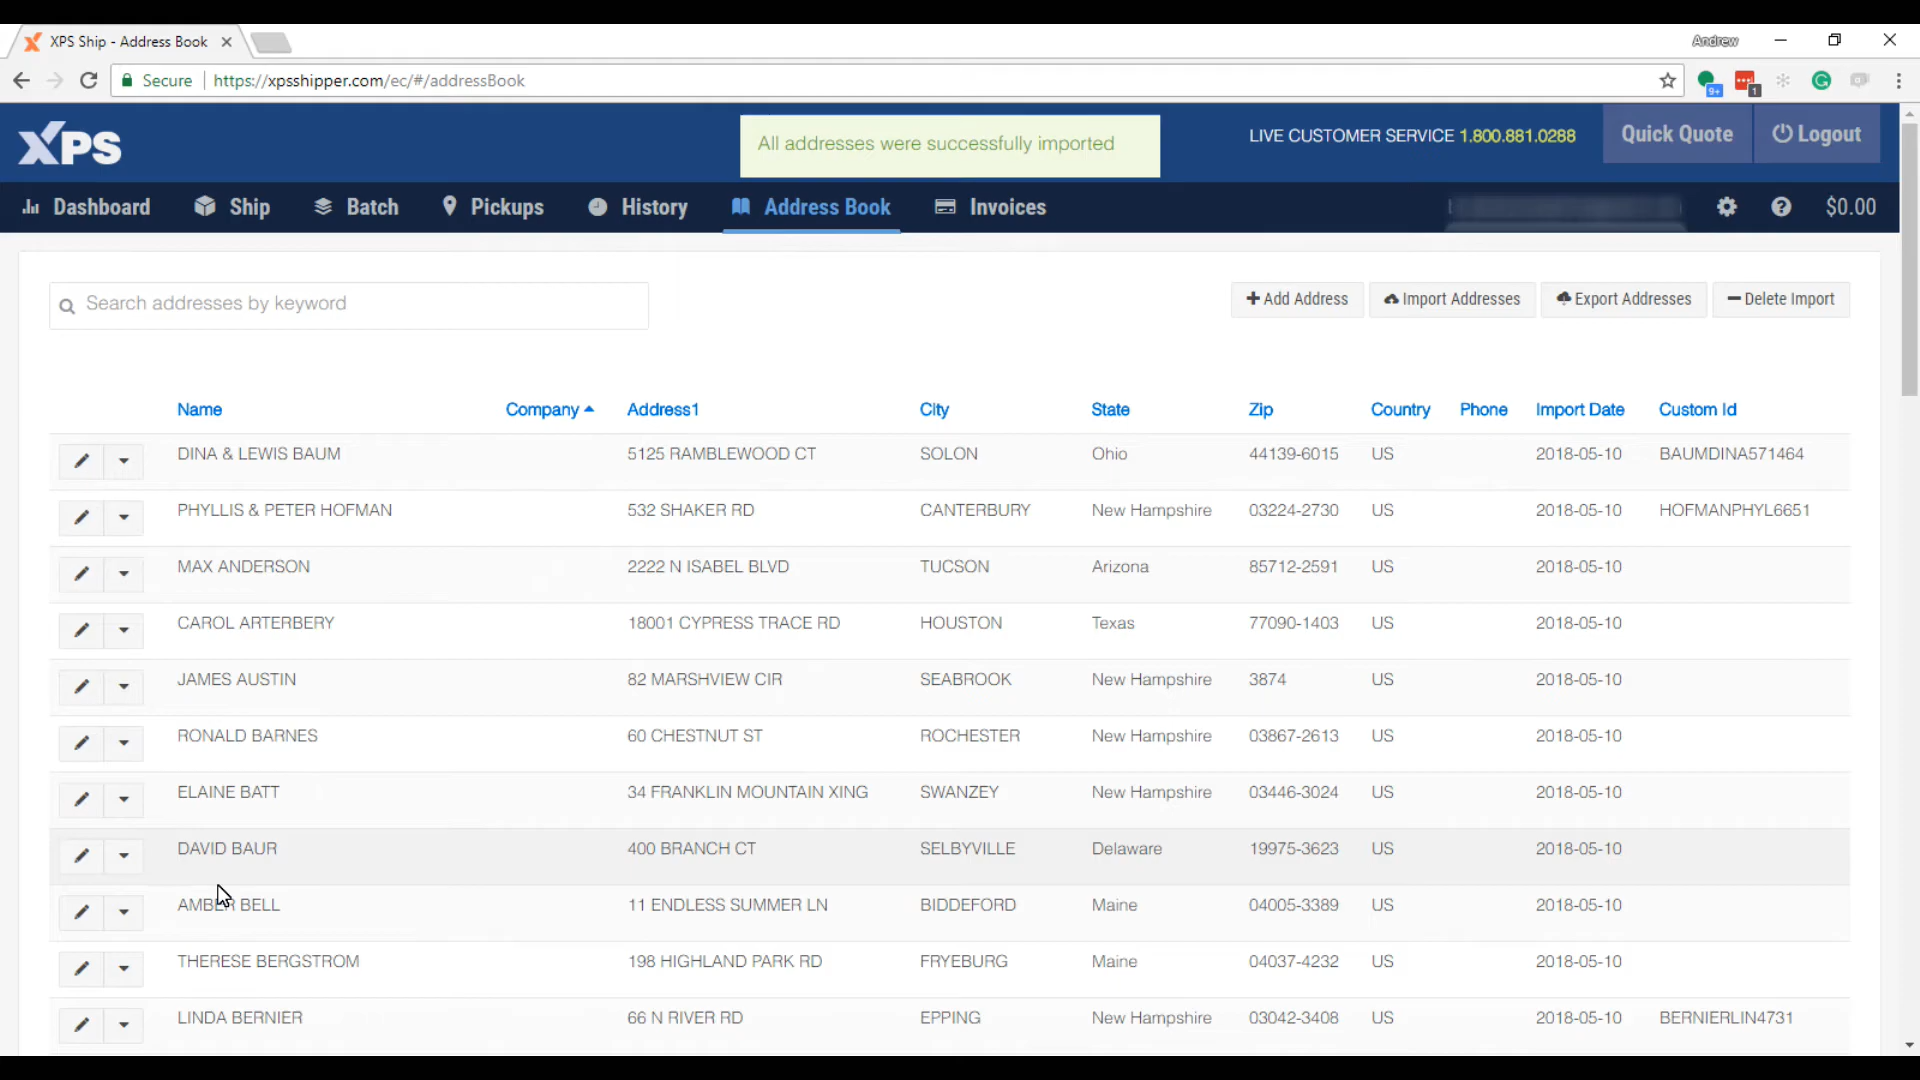 XPS Ship - Address Book
Andrew
Secure https://xpsshipper.com/ec/#/addressBook
9+
1
XPS
All addresses were successfully imported
LIVE CUSTOMER SERVICE 1.800.881.0288
Quick Quote
Logout
Dashboard Ship Batch Pickups History Address Book Invoices $0.00
Search addresses by keyword
Add Address Import Addresses Export Addresses Delete Import
Name Company Address1 City State Zip Country Phone Import Date Custom Id
DINA & LEWIS BAUM 5125 RAMBLEWOOD CT SOLON Ohio 44139-6015 US 2018-05-10 BAUMDINA571464
PHYLLIS & PETER HOFMAN 532 SHAKER RD CANTERBURY New Hampshire 03224-2730 US 2018-05-10 HOFMANPHYL6651
MAX ANDERSON 2222 N ISABEL BLVD TUCSON Arizona 85712-2591 US 2018-05-10
CAROL ARTERBERY 18001 CYPRESS TRACE RD HOUSTON Texas 77090-1403 US 2018-05-10
JAMES AUSTIN 82 MARSHVIEW CIR SEABROOK New Hampshire 3874 US 2018-05-10
RONALD BARNES 60 CHESTNUT ST ROCHESTER New Hampshire 03867-2613 US 2018-05-10
ELAINE BATT 34 FRANKLIN MOUNTAIN XING SWANZEY New Hampshire 03446-3024 US 2018-05-10
DAVID BAUR 400 BRANCH CT SELBYVILLE Delaware 19975-3623 US 2018-05-10
AMBER BELL 11 ENDLESS SUMMER LN BIDDEFORD Maine 04005-3389 US 2018-05-10
THERESE BERGSTROM 198 HIGHLAND PARK RD FRYEBURG Maine 04037-4232 US 2018-05-10
LINDA BERNIER 66 N RIVER RD EPPING New Hampshire 03042-3408 US 2018-05-10 BERNIERLIN4731